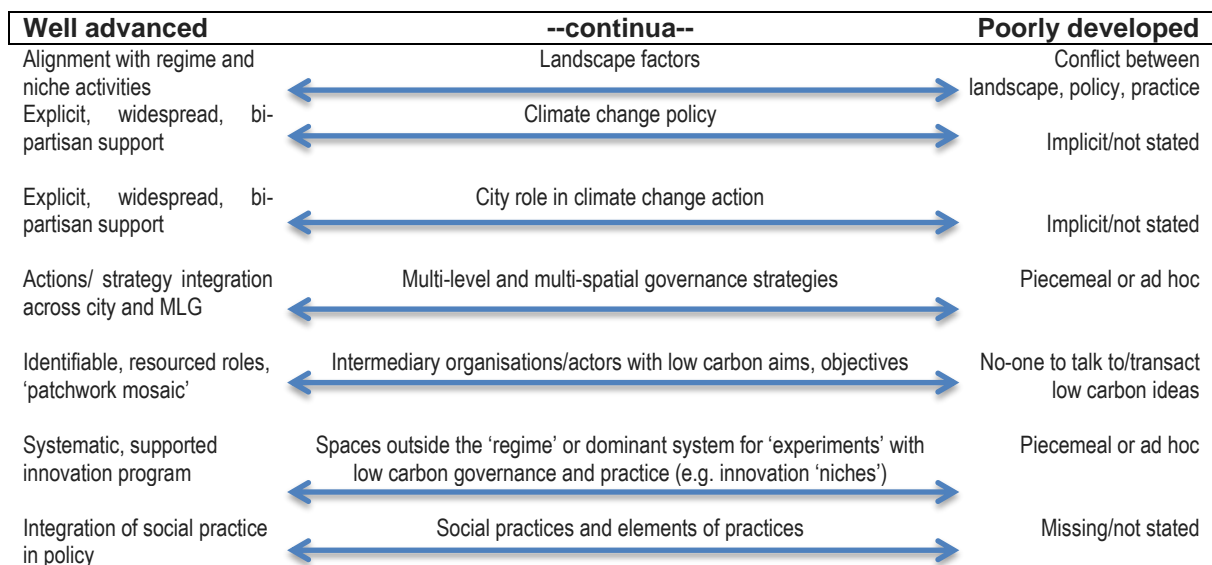 Well advanced --continua-- Poorly developed
Alignment with regime and Landscape factors Conflict between
niche activities landscape, policy, practice
Explicit, widespread, bi- Climate change policy
partisan support Implicit/not stated
Explicit, widespread, bi- City role in climate change action
partisan support Implicit/not stated
Actions/ strategy integration Multi-level and multi-spatial governance strategies Piecemeal or ad hoc
across city and MLG
Identifiable, resourced roles, Intermediary organisations/actors with low carbon aims, objectives No-one to talk to/transact
‘patchwork mosaic’ low carbon ideas
Systematic, supported Spaces outside the ‘regime’ or dominant system for ‘experiments’ with Piecemeal or ad hoc
innovation program low carbon governance and practice (e.g. innovation ‘niches’)
Integration of social practice Social practices and elements of practices Missing/not stated
in policy